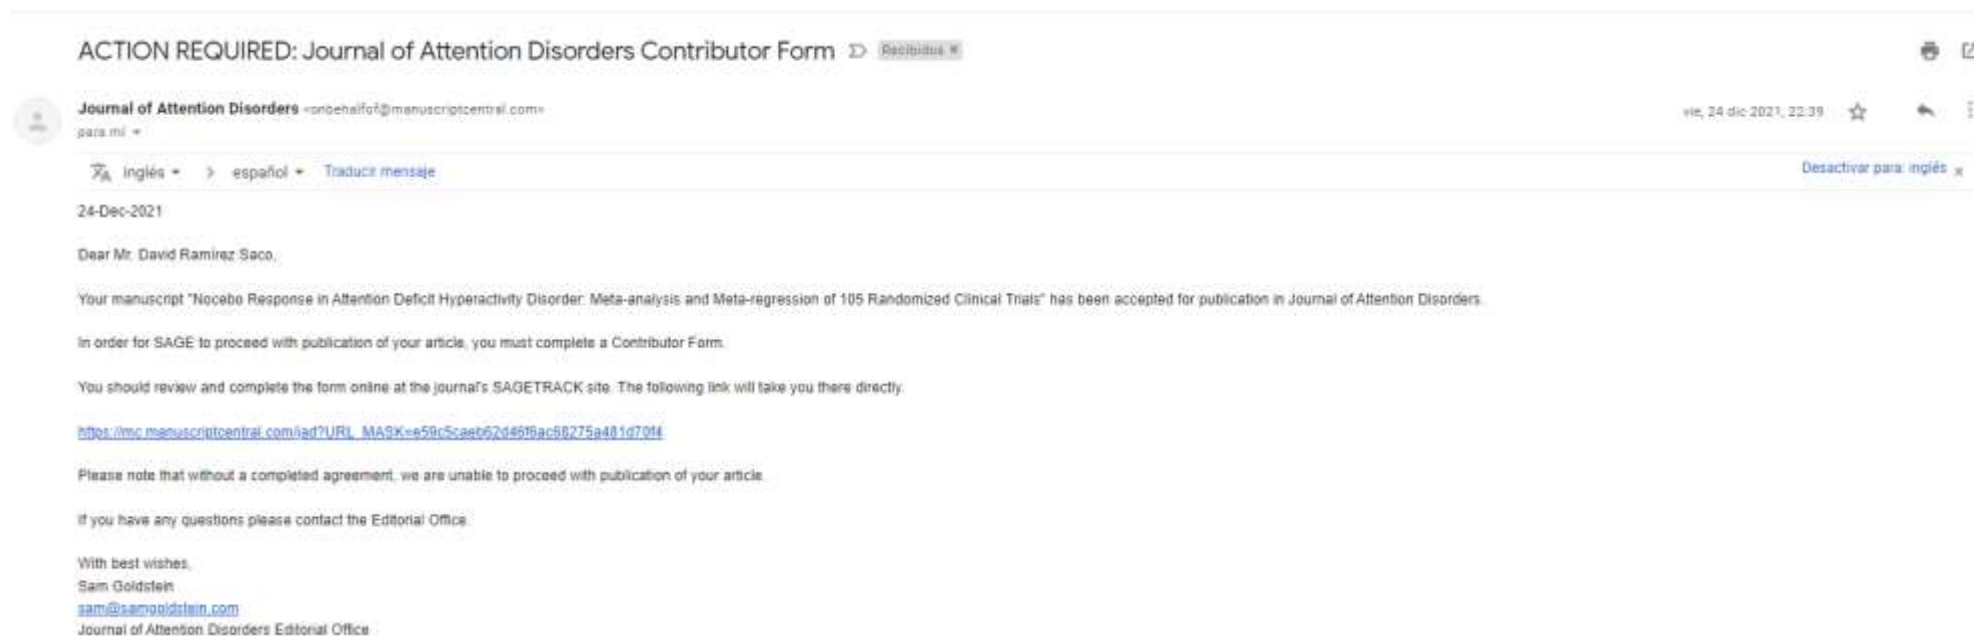 ACTION REQUIRED: Journal of Attention Disorders Contributor Form Recibidos ×
Journal of Attention Disorders <onbehalfof@manuscriptcentral.com>
vie, 24 dic 2021, 22:39
para mí
inglés > español Traducir mensaje
Desactivar para: inglés ×
24-Dec-2021
Dear Mr. David Ramírez Saco,
Your manuscript "Nocebo Response in Attention Deficit Hyperactivity Disorder: Meta-analysis and Meta-regression of 105 Randomized Clinical Trials" has been accepted for publication in Journal of Attention Disorders.
In order for SAGE to proceed with publication of your article, you must complete a Contributor Form.
You should review and complete the form online at the journal's SAGETRACK site. The following link will take you there directly.
https://mc.manuscriptcentral.com/jad?URL_MASK=e59c5caeb62d46f6ac68275a481d70f4
Please note that without a completed agreement, we are unable to proceed with publication of your article.
If you have any questions please contact the Editorial Office.
With best wishes,
Sam Goldstein
sam@samgoldstein.com
Journal of Attention Disorders Editorial Office